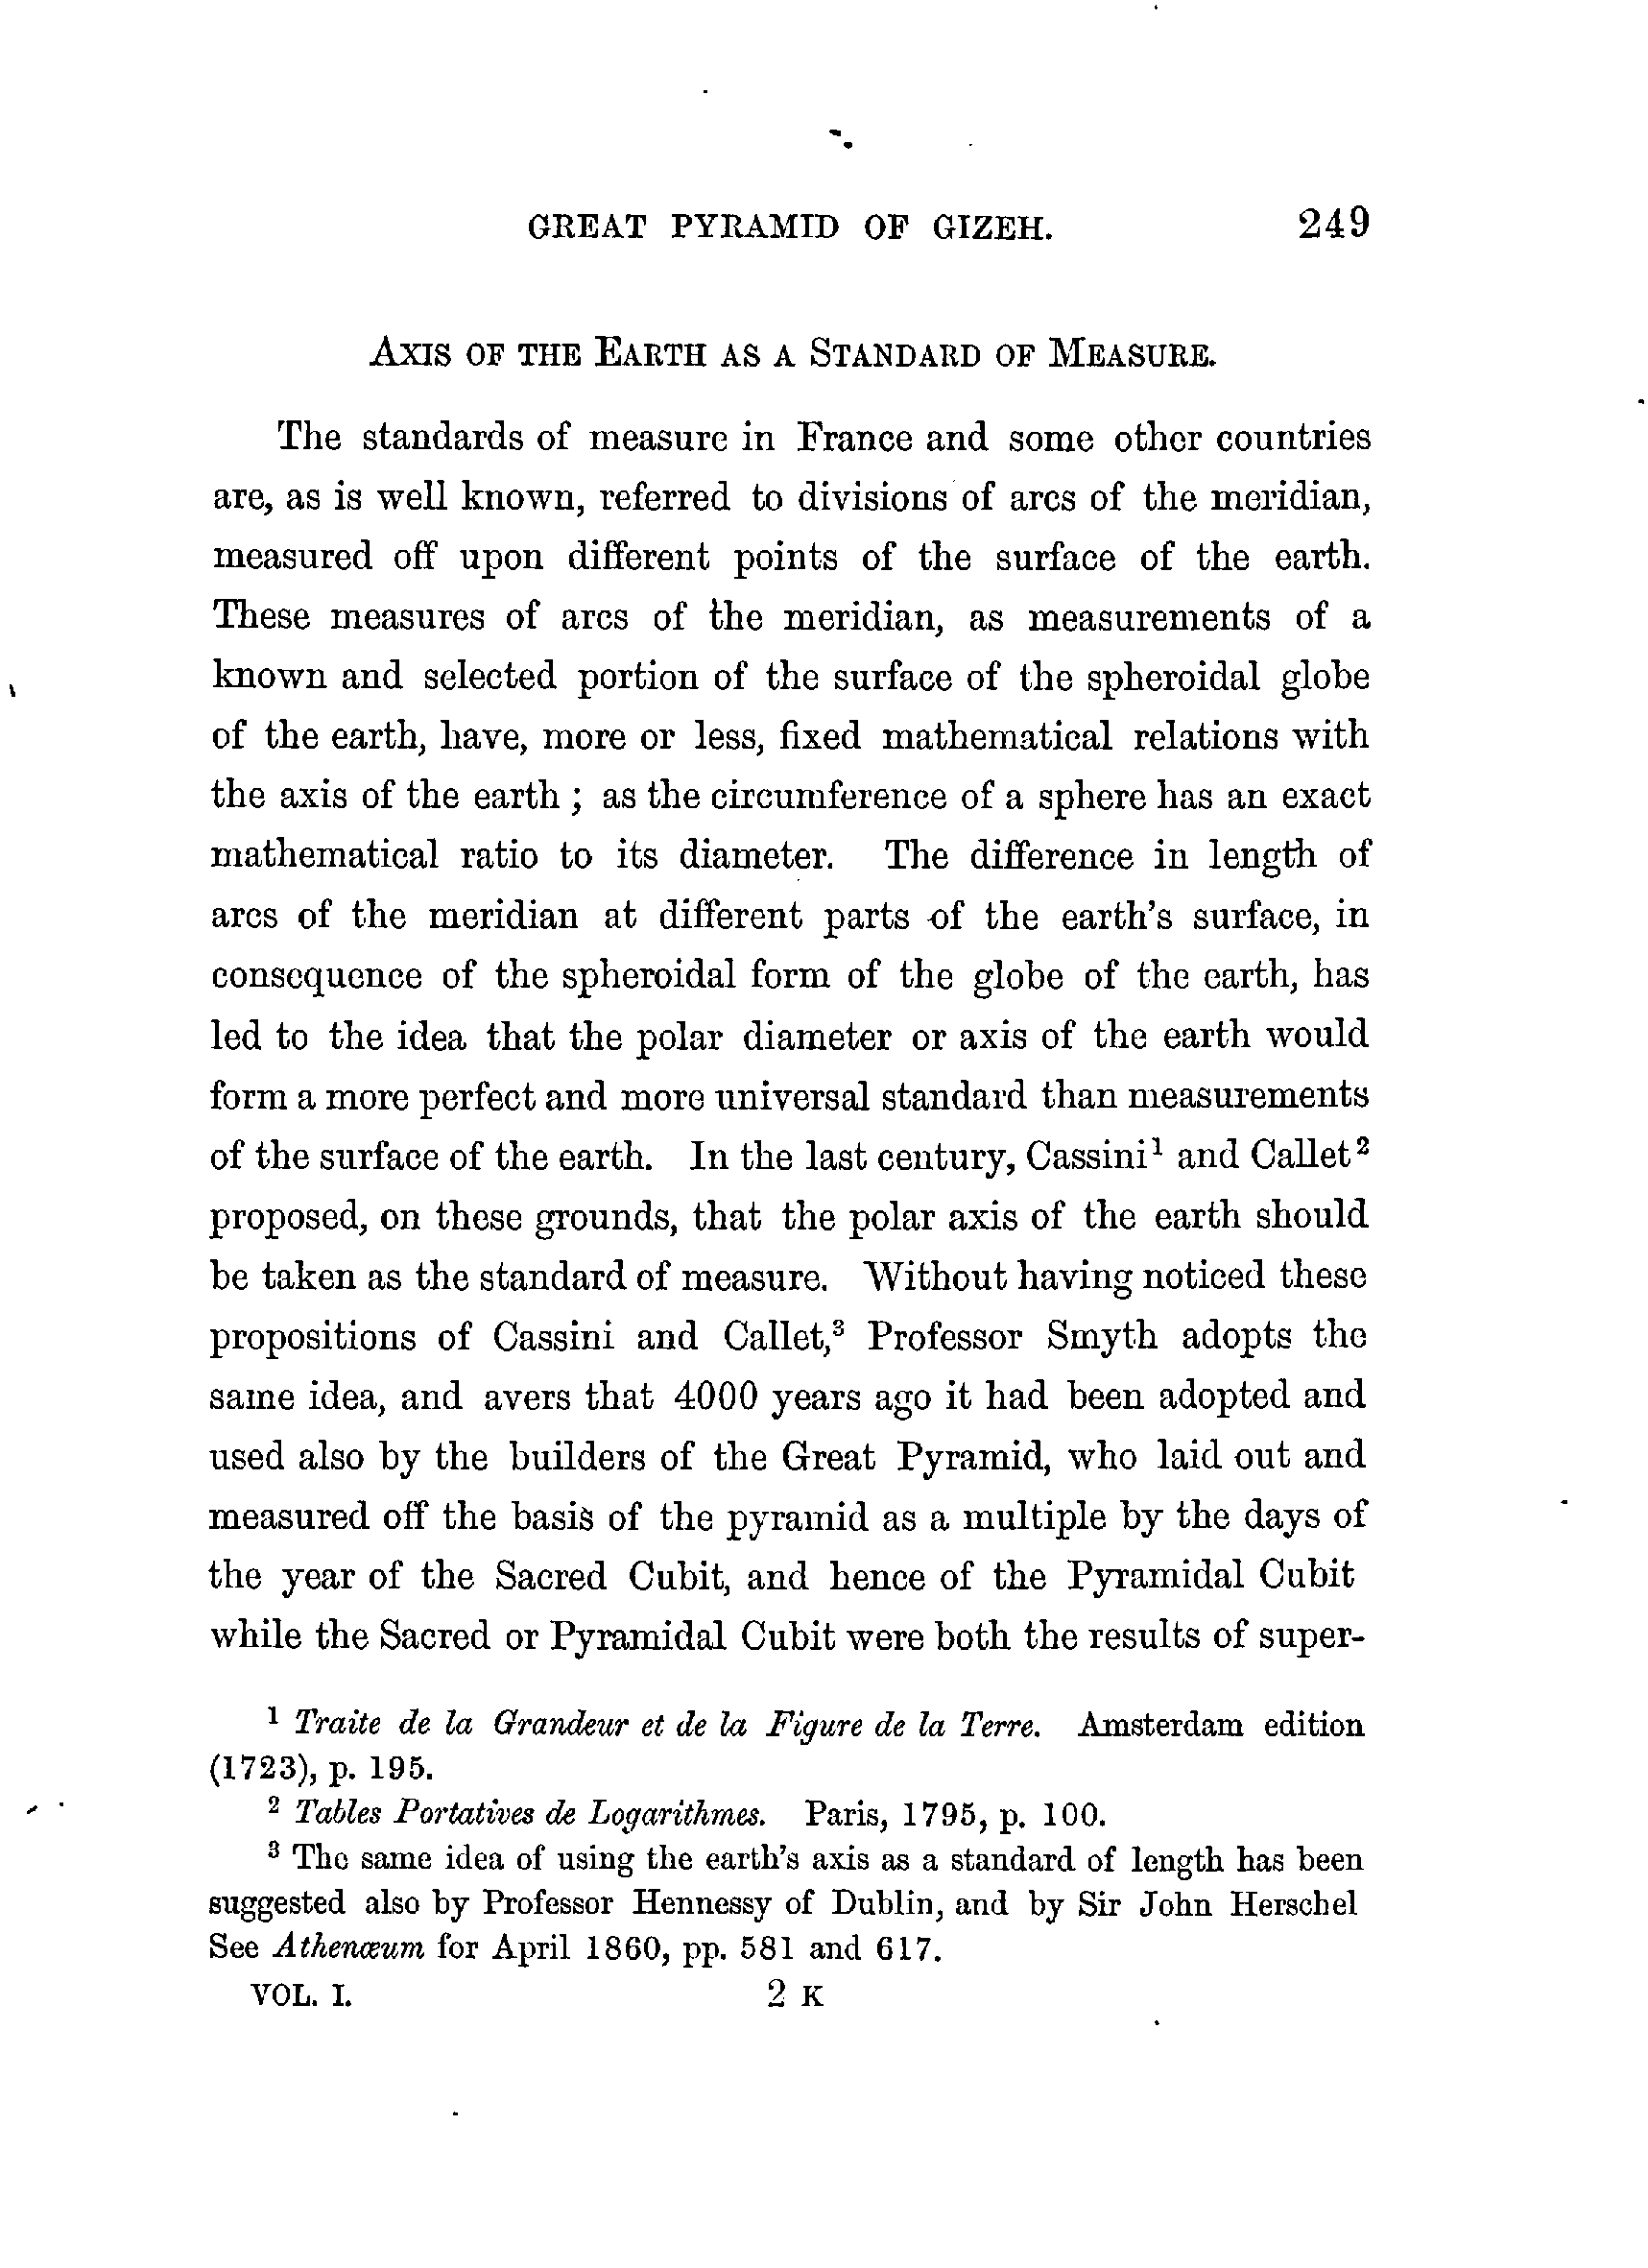 GREAT PYRAMID OF GIZEH. 249
AXIS OF THE EARTH AS A STANDARD OF MEASURE.
The standards of measure in France and some other countries
are, as is well known, referred to divisions of arcs of the meridian,
measured off upon different points of the surface of the earth.
These measures of arcs of the meridian, as measurements of a
known and selected portion of the surface of the spheroidal globe
of the earth, have, more or less, fixed mathematical relations with
the axis of the earth ; as the circumference of a sphere has an exact
mathematical ratio to its diameter. The difference in length of
arcs of the meridian at different parts of the earth's surface, in
consequence of the spheroidal form of the globe of the earth, has
led to the idea that the polar diameter or axis of the earth would
form a more perfect and more universal standard than measurements
of the surface of the earth. In the last century, Cassini¹ and Callet²
proposed, on these grounds, that the polar axis of the earth should
be taken as the standard of measure. Without having noticed these
propositions of Cassini and Callet,³ Professor Smyth adopts the
same idea, and avers that 4000 years ago it had been adopted and
used also by the builders of the Great Pyramid, who laid out and
measured off the basis of the pyramid as a multiple by the days of
the year of the Sacred Cubit, and hence of the Pyramidal Cubit
while the Sacred or Pyramidal Cubit were both the results of super-
¹ Traite de la Grandeur et de la Figure de la Terre. Amsterdam edition
(1723), p. 195.
² Tables Portatives de Logarithmes. Paris, 1795, p. 100.
³ The same idea of using the earth's axis as a standard of length has been
suggested also by Professor Hennessy of Dublin, and by Sir John Herschel
See Athenæum for April 1860, pp. 581 and 617.
VOL. I. 2 K